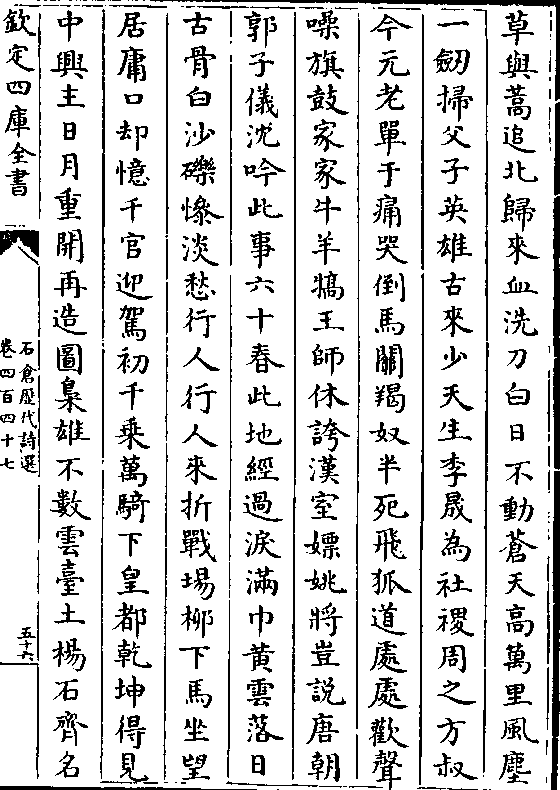 草與蒿追北歸來血洗刀白日不動蒼天高萬里風塵
一劒掃父子英雄古來少天生李晟為社稷周之方叔
今元老單于痛哭倒馬關羯奴半死飛狐道處處歡聲
噪旗鼓家家牛羊犒王師休誇漢室嫖姚將豈説唐朝
郭子儀沈吟此事六十春此地經過淚滿巾黄雲落日
古骨白沙礫慘淡愁行人行人來折戰場柳下馬坐望
居庸口却憶千官迎駕初千乗萬騎下皇都乾坤得見
中興主日月重開再造圖梟雄不數雲臺士楊石齊名
欽定四庫全書
石倉歴代詩選
卷四百四十七
五十六